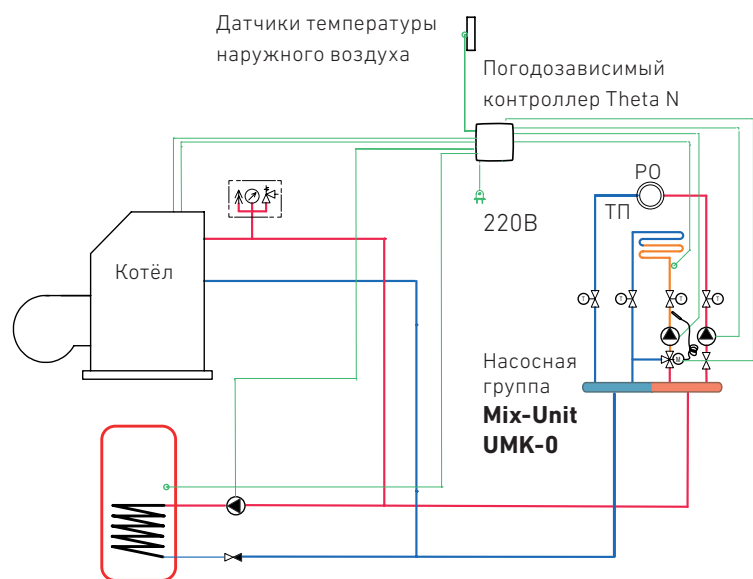 Датчики температуры
наружного воздуха
Погодозависимый
контроллер Theta N
РО
220В
ТП
Котёл
T
T
T
T
M
Насосная
группа
Mix-Unit
UMK-0